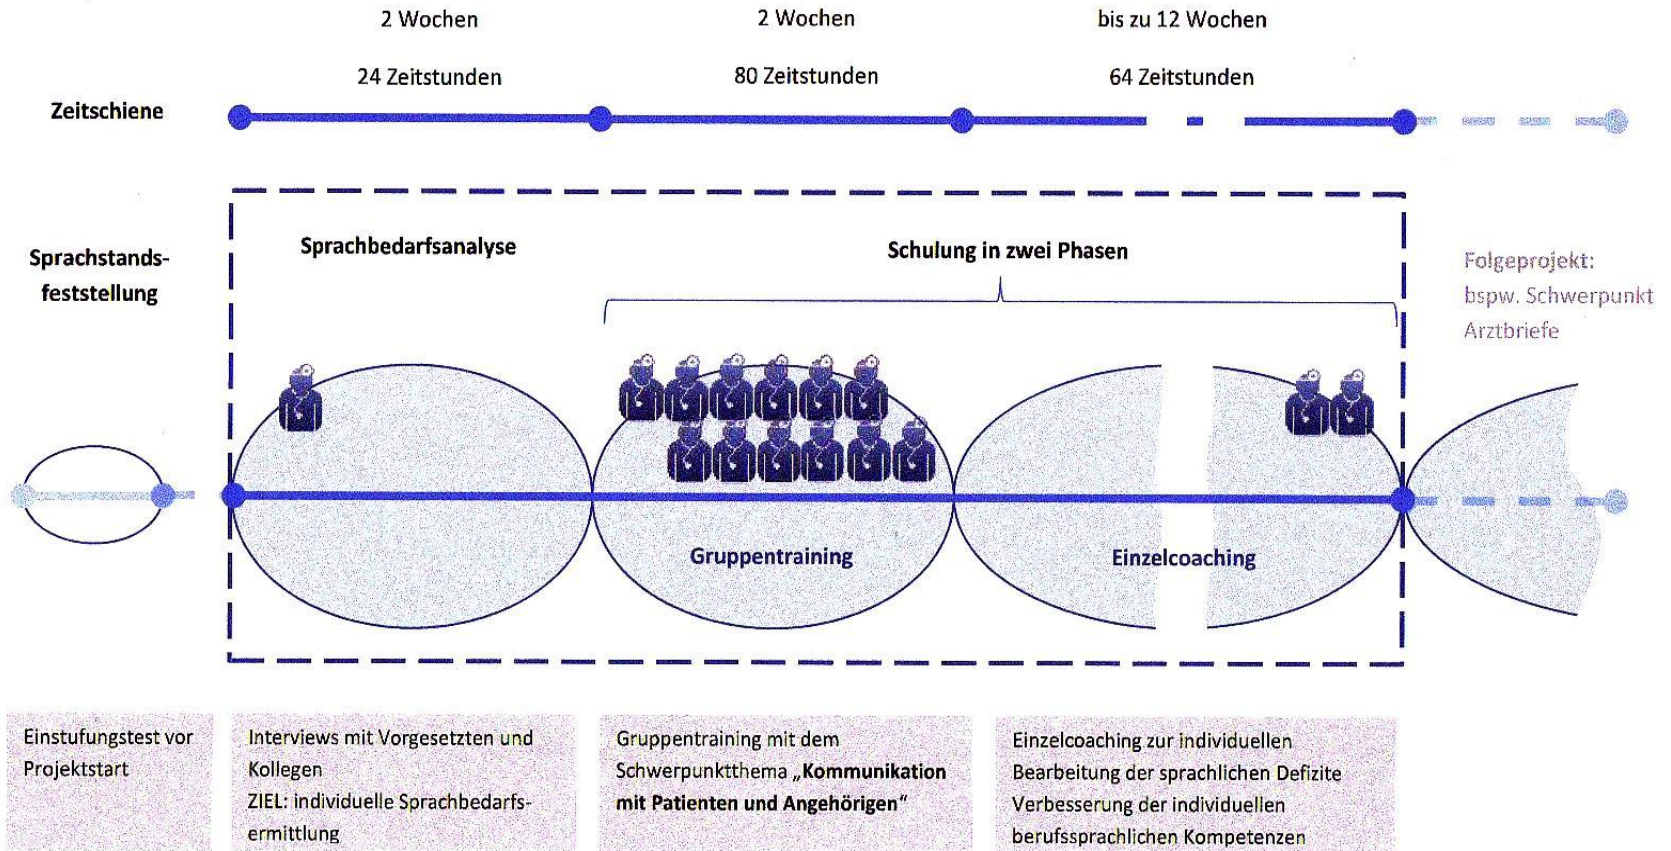 2 Wochen
2 Wochen
bis zu 12 Wochen
24 Zeitstunden
80 Zeitstunden
64 Zeitstunden
Zeitschiene
Sprachstands-
feststellung
Sprachbedarfsanalyse
Schulung in zwei Phasen
Folgeprojekt:
bspw. Schwerpunkt
Arztbriefe
Gruppentraining
Einzelcoaching
Einstufungstest vor
Projektstart
Interviews mit Vorgesetzten und
Kollegen
ZIEL: individuelle Sprachbedarfs-
ermittlung
Gruppentraining mit dem
Schwerpunktthema „Kommunikation
mit Patienten und Angehörigen“
Einzelcoaching zur individuellen
Bearbeitung der sprachlichen Defizite
Verbesserung der individuellen
berufssprachlichen Kompetenzen